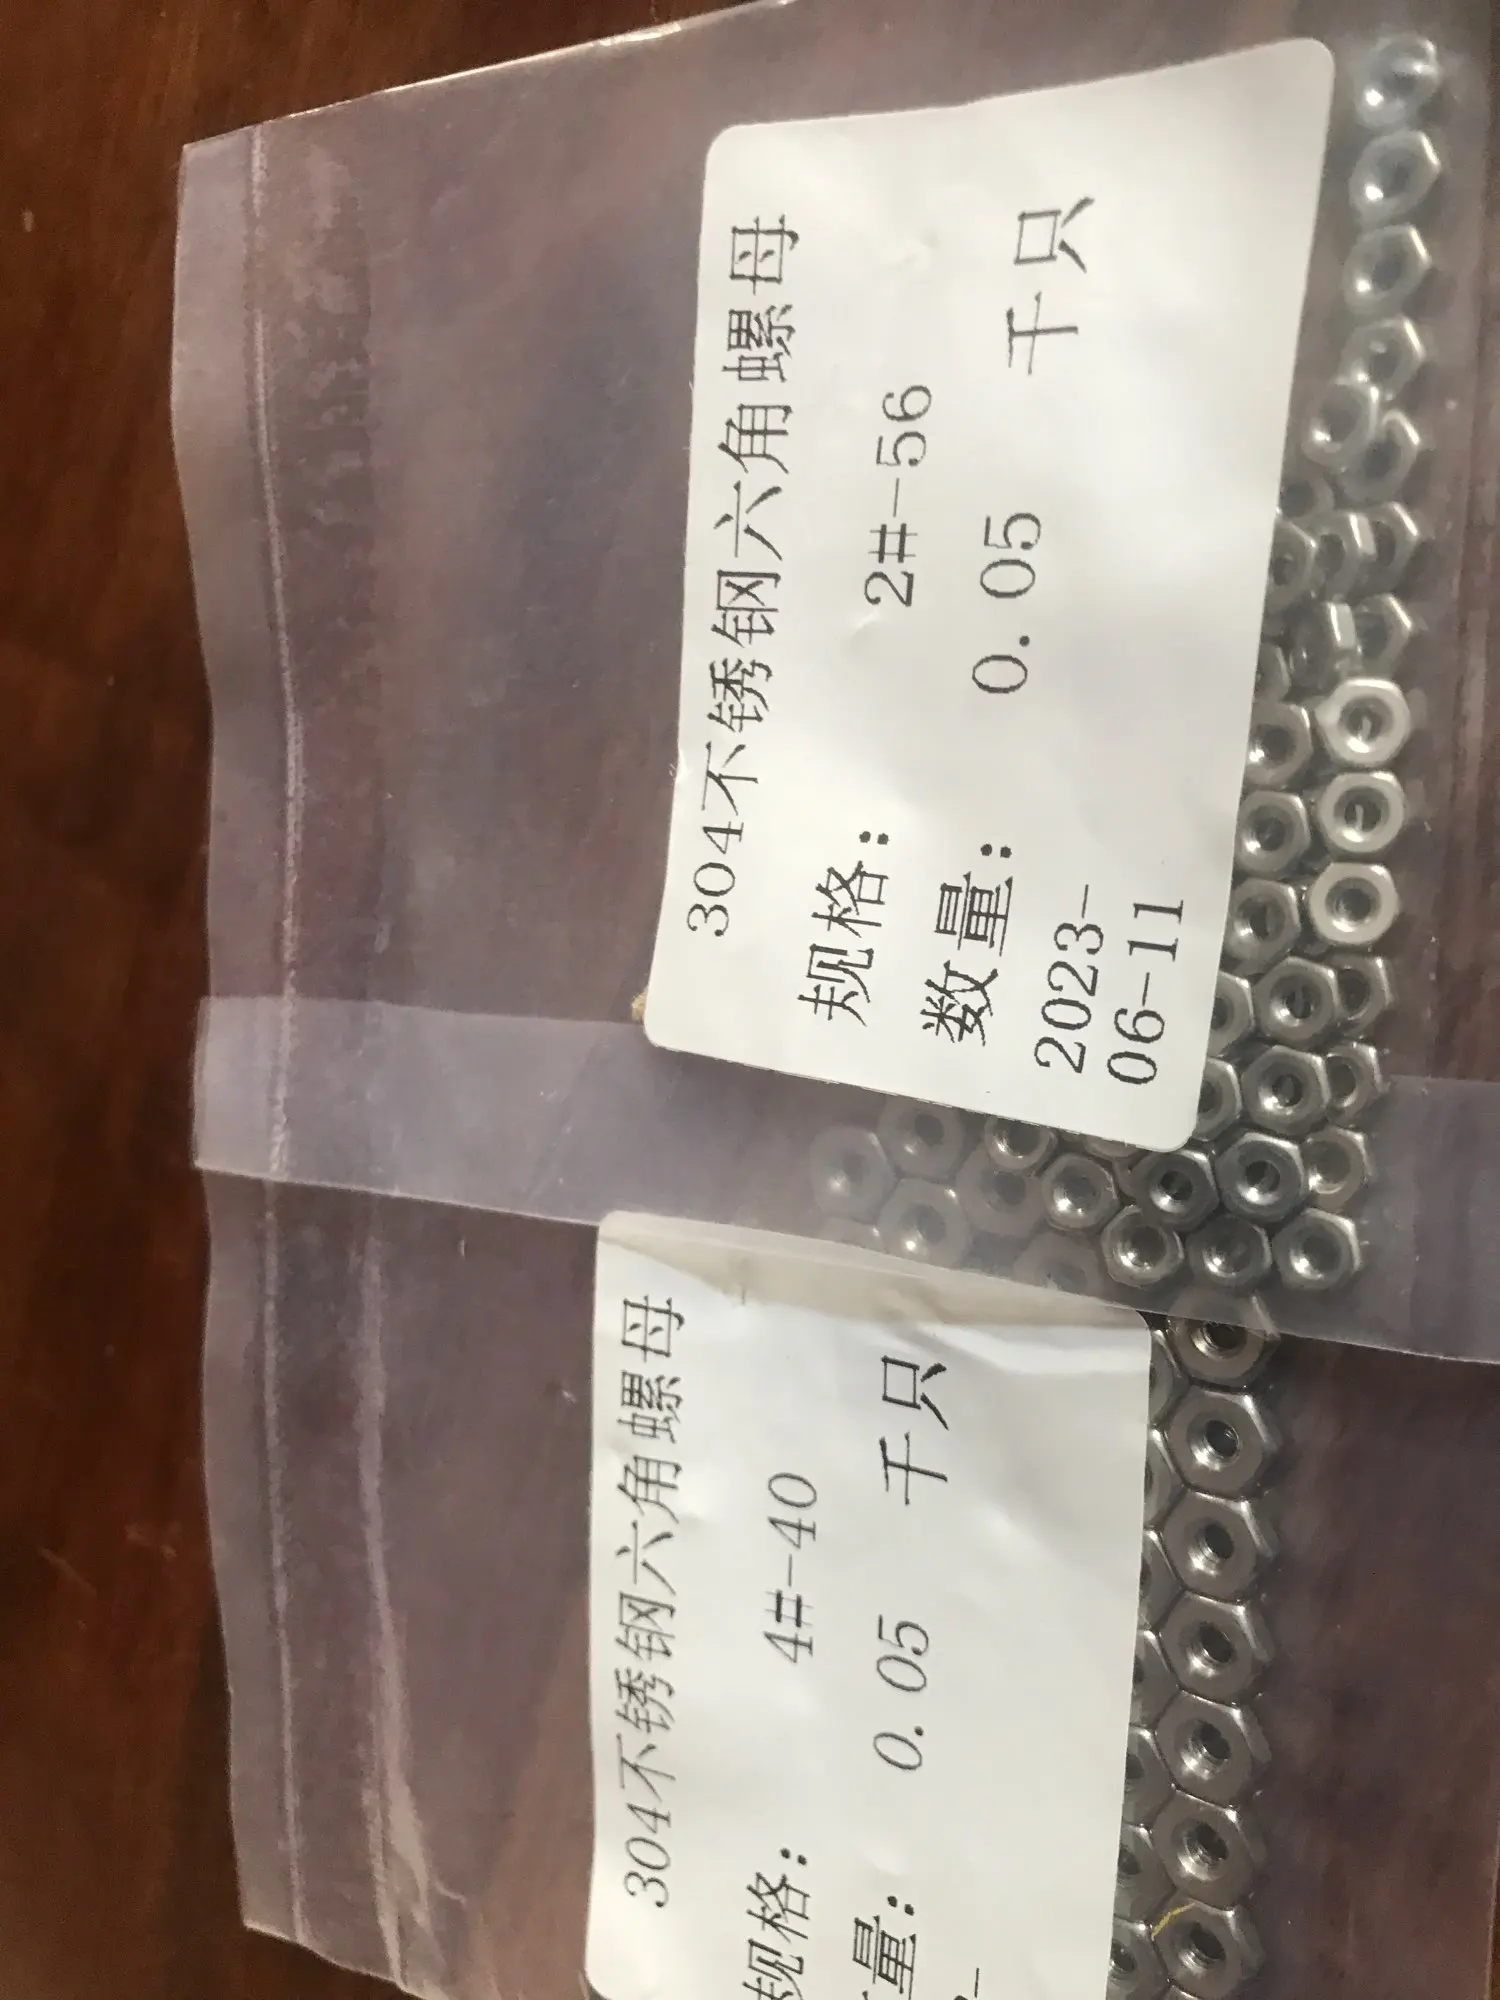 304不锈钢六角螺母
规格: 2#-56
数量: 0.05 千只
2023-
06-11
304不锈钢六角螺母
规格: 4#-40
量: 0.05 千只